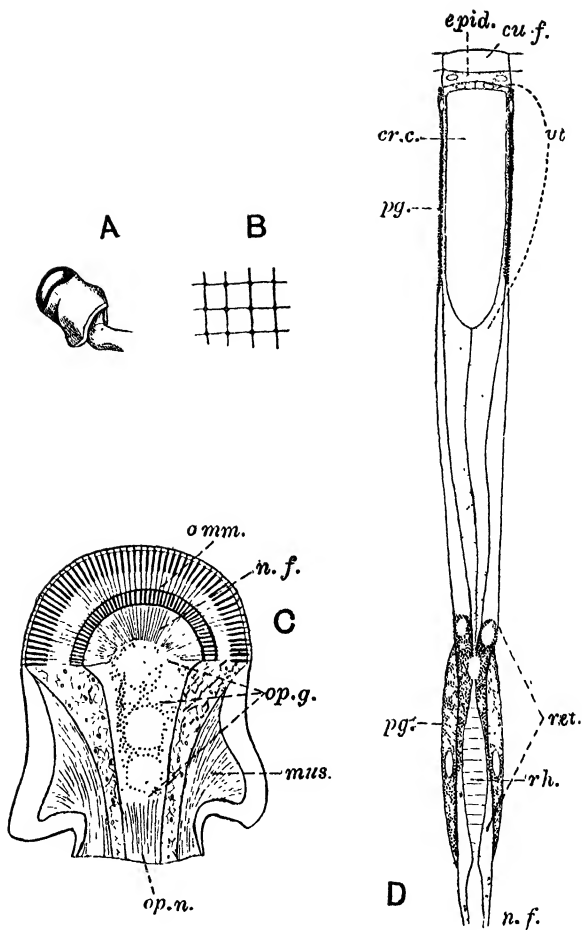 epid.
cu.f.
cr.c.
vt
pg.
A
B
omm.
n.f.
C
op.g.
mus.
op.n.
pg.
ret.
rh.
D
n.f.